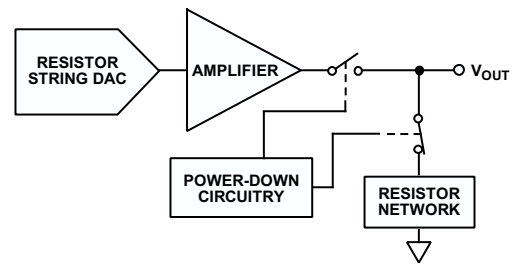 RESISTOR
STRING DAC
AMPLIFIER
VOUT
POWER-DOWN
CIRCUITRY
RESISTOR
NETWORK